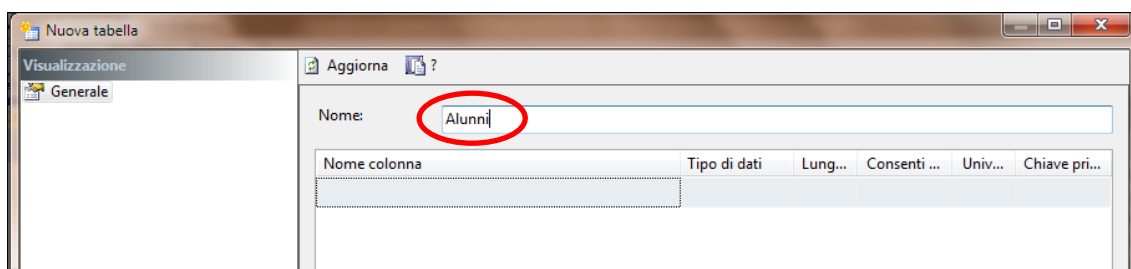 Nuova tabella
Visualizzazione
Generale
Aggiorna ?
Nome: Alunni
Nome colonna Tipo di dati Lung... Consenti ... Univ... Chiave pri...